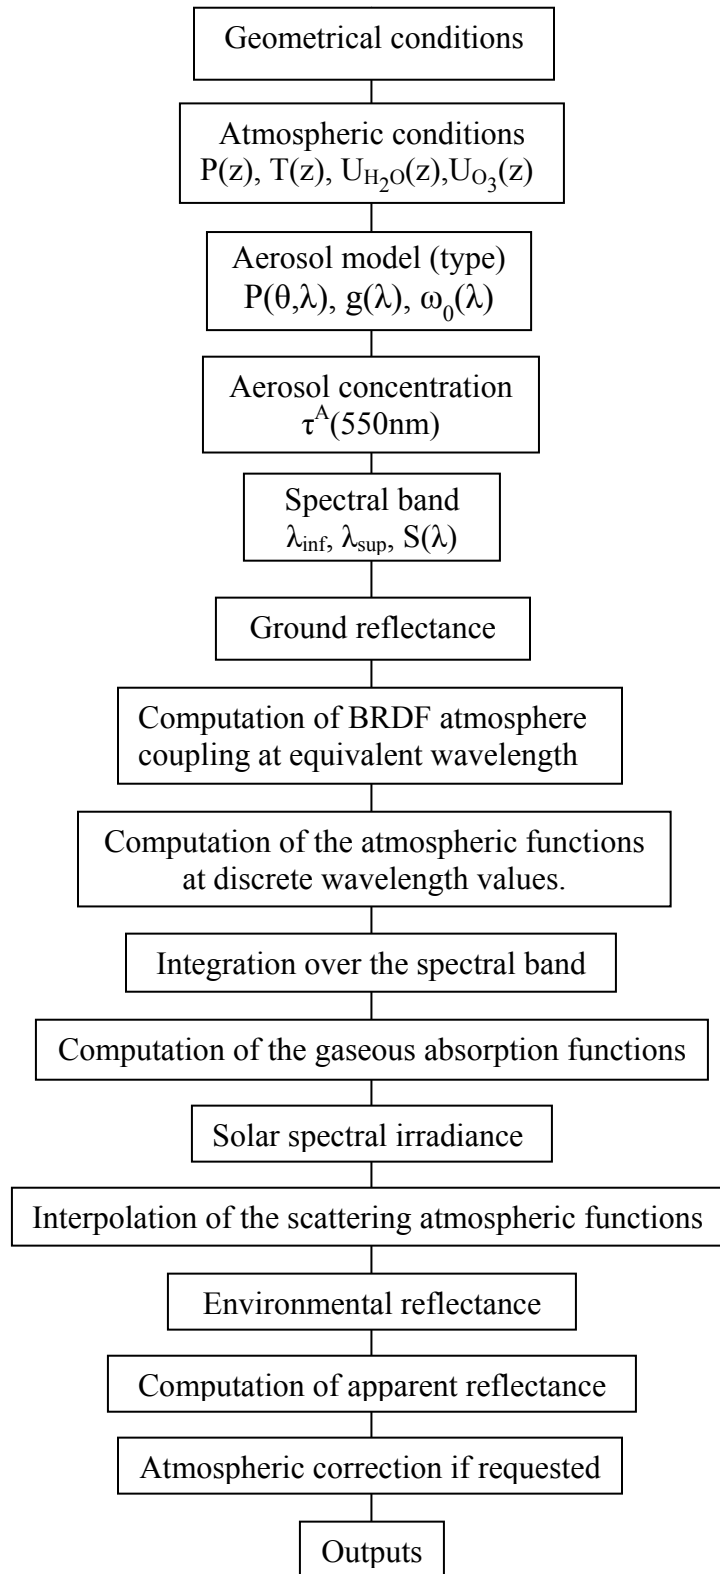 Geometrical conditions
Atmospheric conditions
P(z), T(z), U_H₂O(z),U_O₃(z)
Aerosol model (type)
P(θ,λ), g(λ), ω₀(λ)
Aerosol concentration
τᴬ(550nm)
Spectral band
λ_inf, λ_sup, S(λ)
Ground reflectance
Computation of BRDF atmosphere
coupling at equivalent wavelength
Computation of the atmospheric functions
at discrete wavelength values.
Integration over the spectral band
Computation of the gaseous absorption functions
Solar spectral irradiance
Interpolation of the scattering atmospheric functions
Environmental reflectance
Computation of apparent reflectance
Atmospheric correction if requested
Outputs